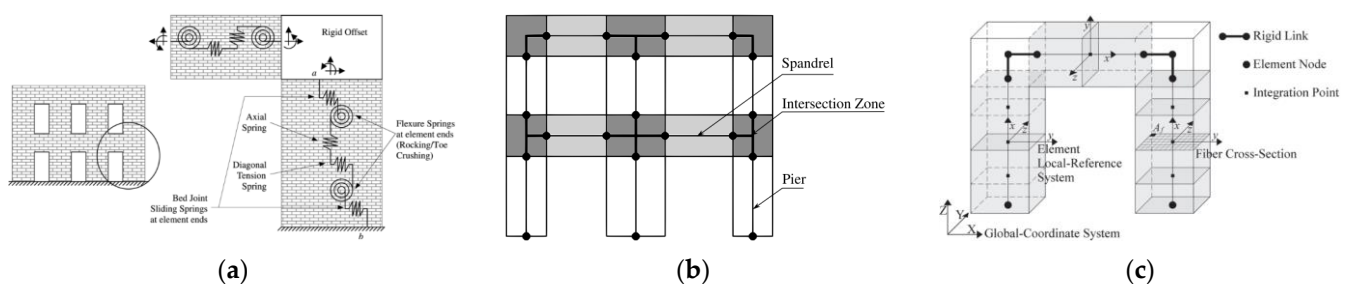 Rigid Offset
a
Axial
Spring
Flexure Springs
at element ends
(Rocking/Toe
Crushing)
Diagonal
Tension
Spring
Bed Joint
Sliding Springs
at element ends
b
(a)
Spandrel
Intersection Zone
Pier
(b)
y
x
z
Rigid Link
Element Node
Integration Point
x
z
y
Element
Local-Reference
System
A_f
x
z
y
Fiber Cross-Section
Z
Y
X
Global-Coordinate System
(c)